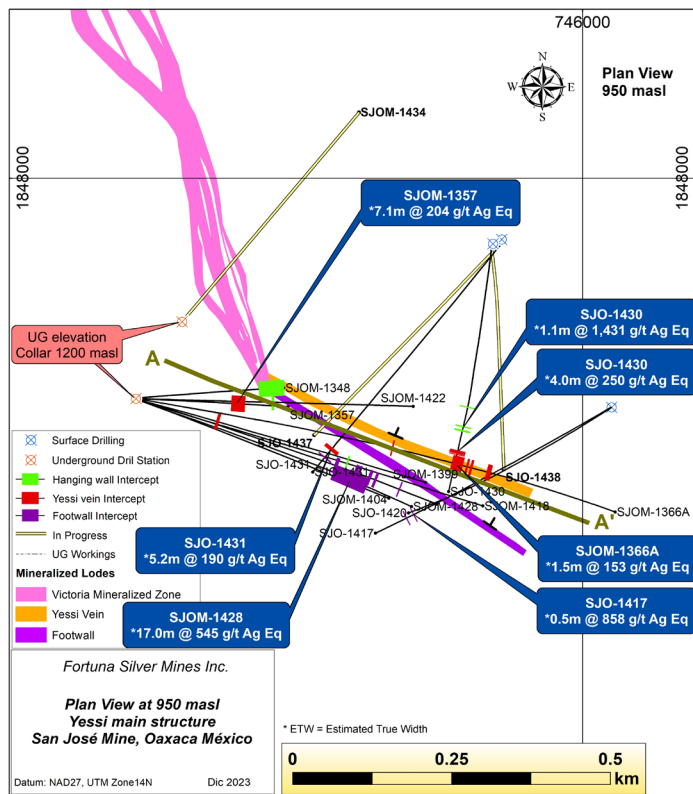 746000
N
W
E
S
Plan View
950 masl
SJOM-1434
1848000
1848000
SJOM-1357
*7.1m @ 204 g/t Ag Eq
SJO-1430
*1.1m @ 1,431 g/t Ag Eq
UG elevation
Collar 1200 masl
A
SJO-1430
*4.0m @ 250 g/t Ag Eq
SJOM-1348
SJOM-1422
SJOM-1357
SJO-1437
SJO-1431
SJO-1431
SJOM-1399
SJO-1438
SJOM-1404
SJO-1430
SJO-1420
SJOM-1428
SJOM-1418
SJOM-1366A
A'
SJO-1417
Surface Drilling
Underground Dril Station
Hanging wall Intercept
Yessi vein Intercept
Footwall Intercept
In Progress
UG Workings
Mineralized Lodes
Victoria Mineralized Zone
Yessi Vein
Footwall
SJO-1431
*5.2m @ 190 g/t Ag Eq
SJOM-1366A
*1.5m @ 153 g/t Ag Eq
SJOM-1428
*17.0m @ 545 g/t Ag Eq
SJO-1417
*0.5m @ 858 g/t Ag Eq
Fortuna Silver Mines Inc.
Plan View at 950 masl
Yessi main structure
San José Mine, Oaxaca México
Datum: NAD27, UTM Zone14N
Dic 2023
* ETW = Estimated True Width
0
0.25
0.5
km